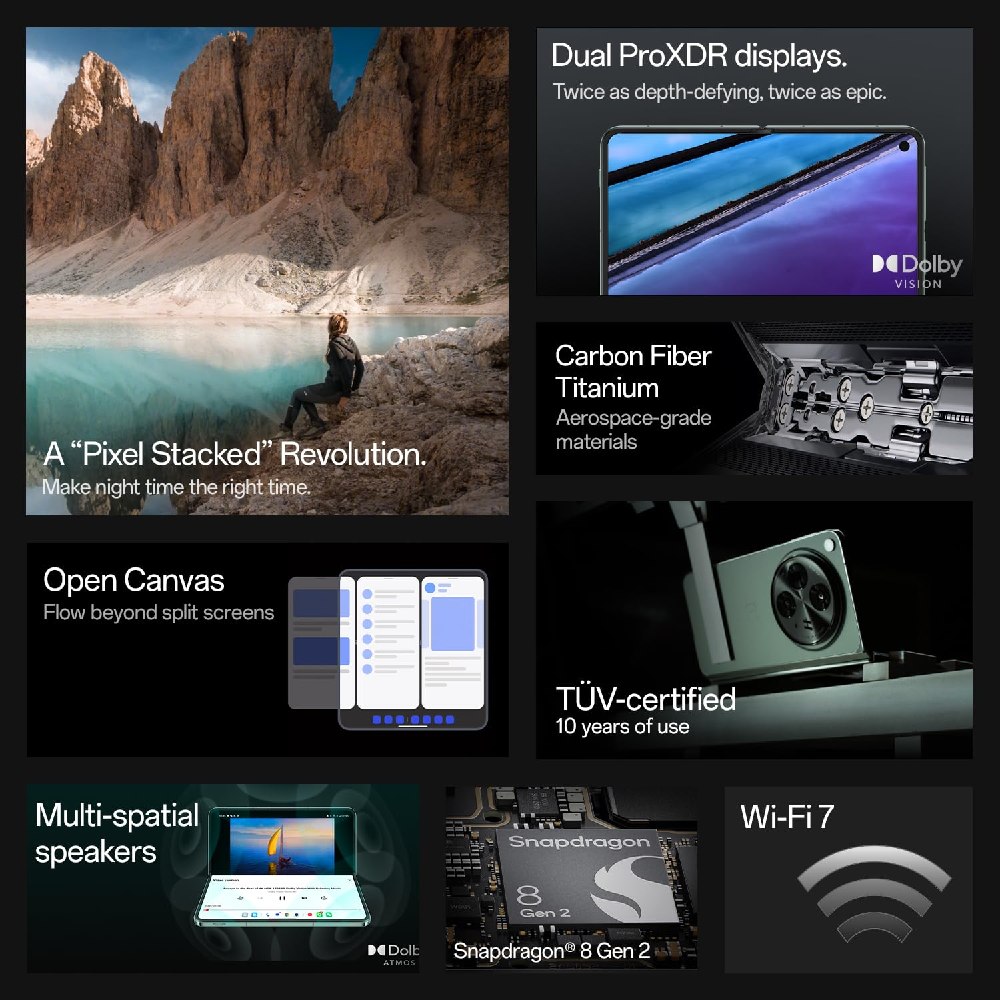 A “Pixel Stacked” Revolution.
Make night time the right time.
Dual ProXDR displays.
Twice as depth-defying, twice as epic.
Dolby
VISION
Carbon Fiber
Titanium
Aerospace-grade
materials
Open Canvas
Flow beyond split screens
TÜV-certified
10 years of use
Multi-spatial
speakers
Dolb
ATMOS
Snapdragon
8
Gen 2
Snapdragon® 8 Gen 2
Wi-Fi 7